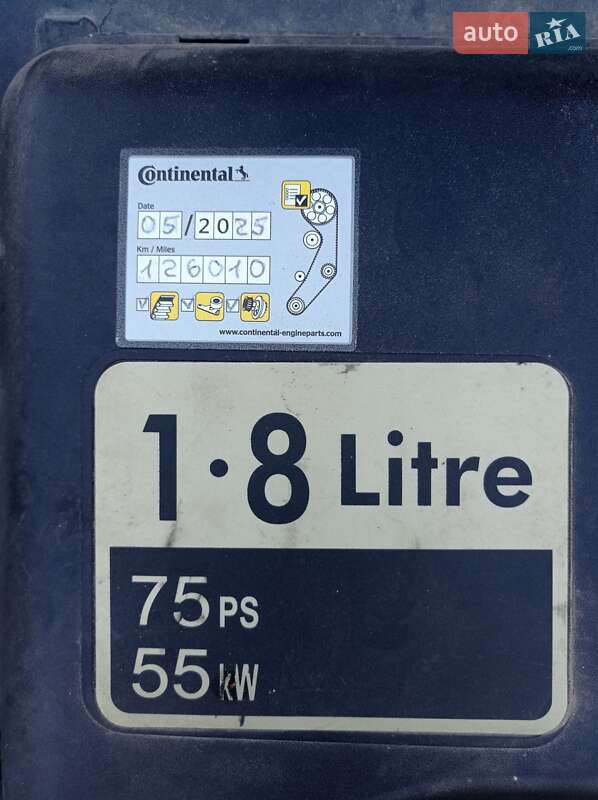 auto RIA.com
Continental
Date
05/2025
Km / Miles
126010
www.continental-engineparts.com
1·8 Litre
75 PS
55 kW